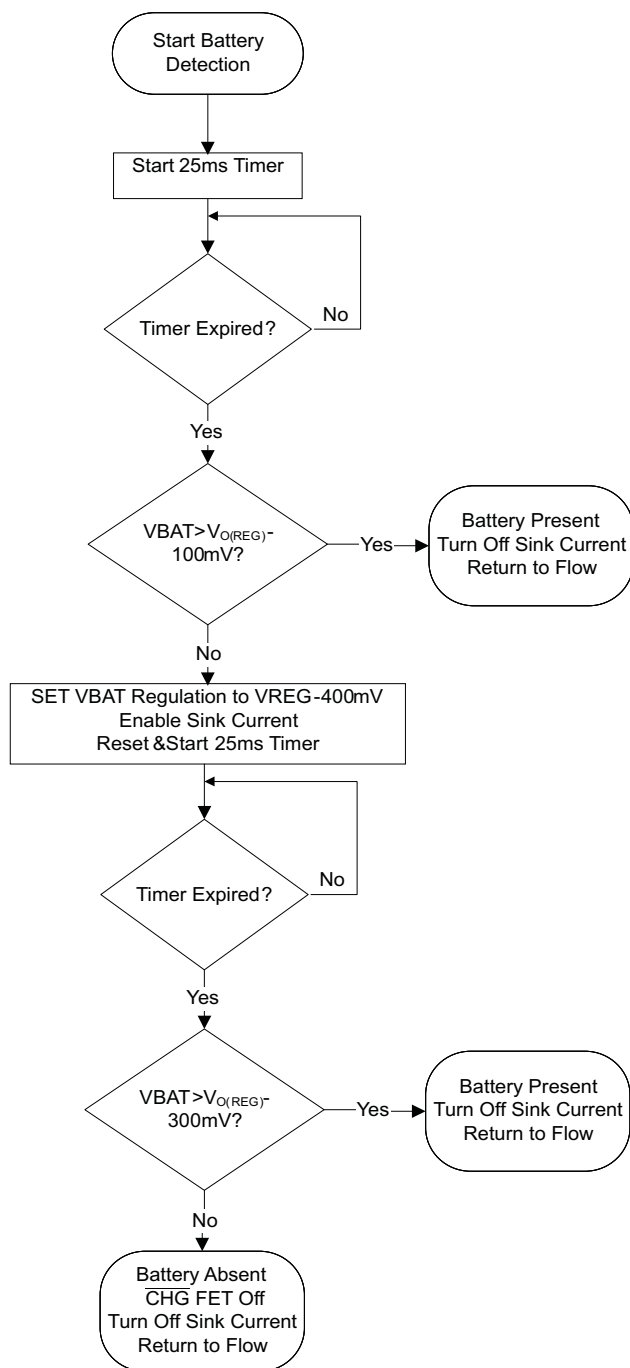 Start Battery
Detection
Start 25ms Timer
No
Timer Expired?
Yes
VBAT>VO(REG)-
100mV?
Yes
Battery Present
Turn Off Sink Current
Return to Flow
No
SET VBAT Regulation to VREG-400mV
Enable Sink Current
Reset &Start 25ms Timer
No
Timer Expired?
Yes
VBAT>VO(REG)-
300mV?
Yes
Battery Present
Turn Off Sink Current
Return to Flow
No
Battery Absent
C̅H̅G̅ FET Off
Turn Off Sink Current
Return to Flow